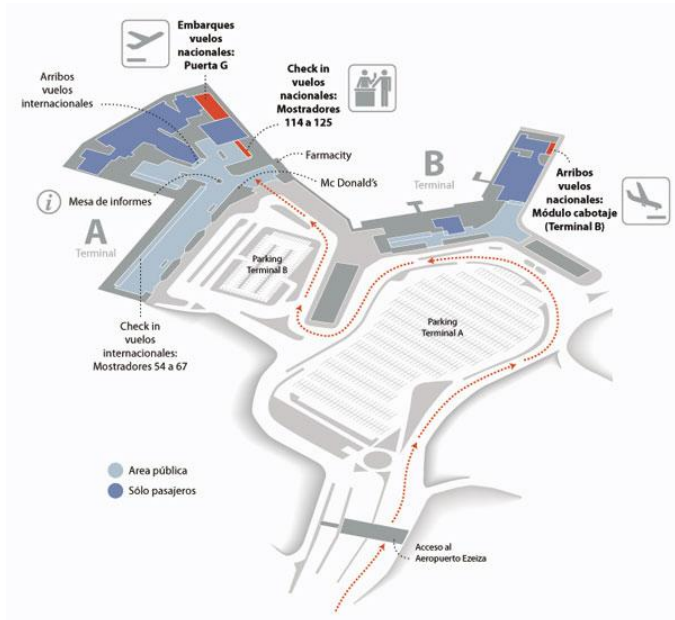 Embarques
vuelos
nacionales:
Puerta G
Arribos
vuelos
internacionales
Check in
vuelos
nacionales:
Mostradores
114 a 125
Farmacity
Mc Donald's
B
Terminal
Arribos
vuelos
nacionales:
Módulo cabotaje
(Terminal B)
i
Mesa de informes
A
Terminal
Parking
Terminal B
Parking
Terminal A
Check in
vuelos
internacionales:
Mostradores 54 a 67
Area pública
Sólo pasajeros
Acceso al
Aeropuerto Ezeiza